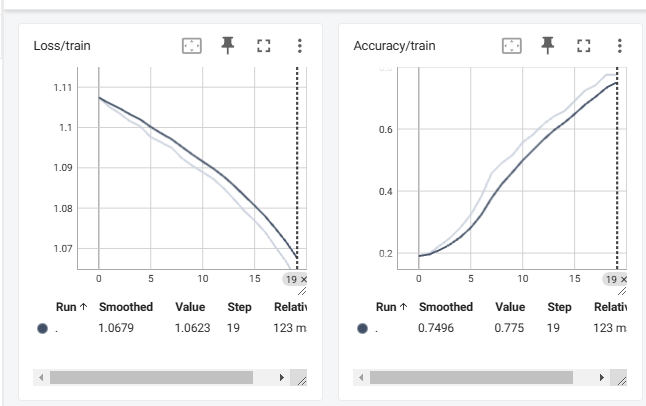 Loss/train
1.11
1.1
1.09
1.08
1.07
0 5 10 15 19 ×
Run ↑ Smoothed Value Step Relativ
. 1.0679 1.0623 19 123 m
Accuracy/train
0.6
0.4
0.2
0 5 10 15 19 ×
Run ↑ Smoothed Value Step Relativ
. 0.7496 0.775 19 123 m